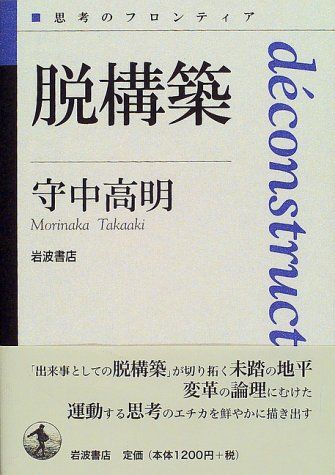 ■思考のフロンティア
脱構築
守中高明
Morinaka Takaaki
岩波書店
déconstruct
「出来事としての脱構築」が切り拓く未踏の地平
変革の論理にむけた
運動する思考のエチカを鮮やかに描き出す
岩波書店 定価（本体1200円+税）